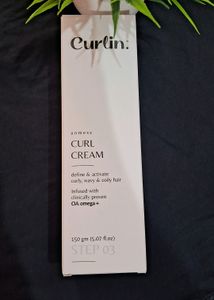 Curlin:
anmess
CURL
CREAM
define & activate
curly, wavy & coily hair
Infused with
clinically proven
OA omega+
150 gm (5.07 fl.oz)
STEP 03